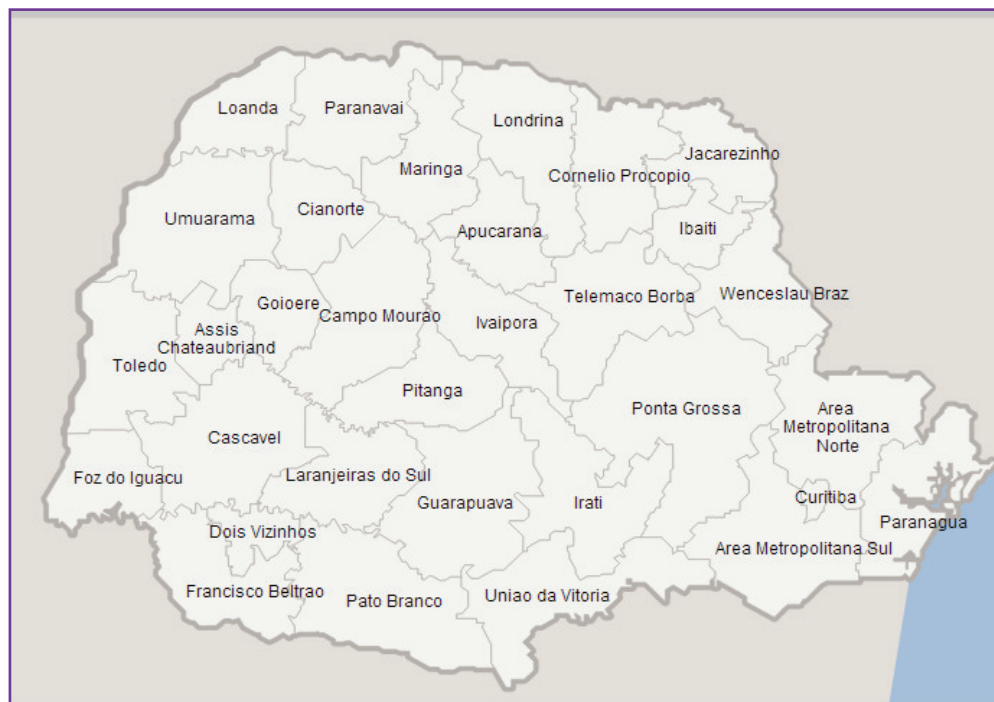 Loanda
Paranavai
Londrina
Jacarezinho
Maringa
Cornelio Procopio
Umuarama
Cianorte
Apucarana
Ibaiti
Telemaco Borba
Wenceslau Braz
Goioere
Campo Mourão
Ivaipora
Assis
Chateaubriand
Toledo
Pitanga
Ponta Grossa
Area
Metropolitana
Norte
Cascavel
Foz do Iguacu
Laranjeiras do Sul
Guarapuava
Irati
Curitiba
Paranagua
Dois Vizinhos
Area Metropolitana Sul
Francisco Beltrao
Pato Branco
Uniao da Vitoria